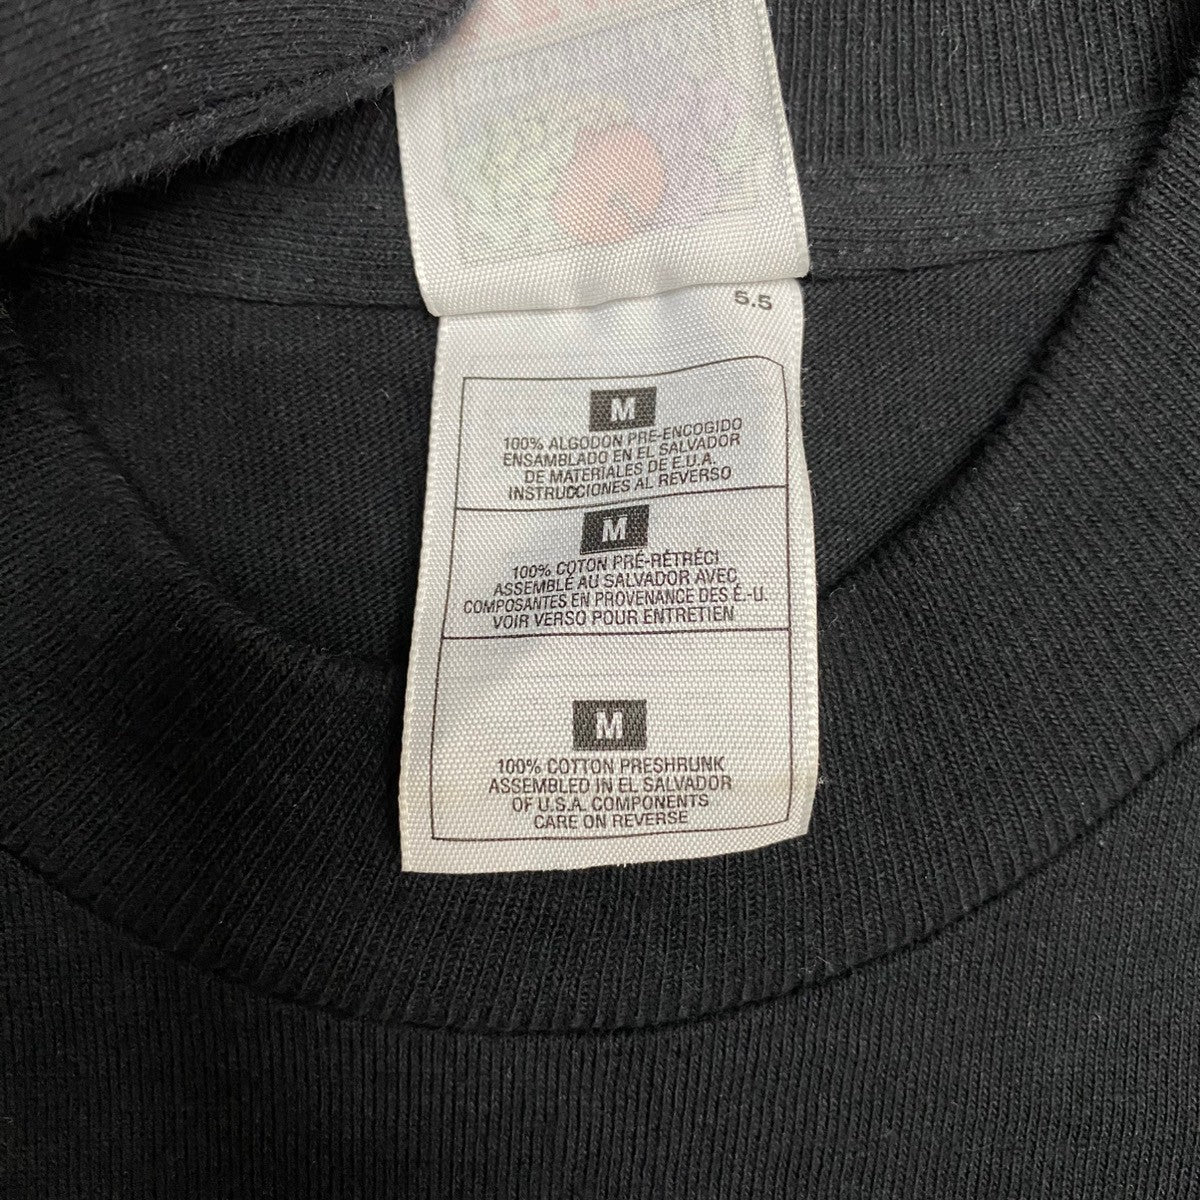 5.5
M
100% ALGODON PRE-ENCOGIDO
ENSAMBLADO EN EL SALVADOR
DE MATERIALES DE E.U.A.
INSTRUCCIONES AL REVERSO
M
100% COTON PRÉ-RÉTRÉCI
ASSEMBLÉ AU SALVADOR AVEC
COMPOSANTES EN PROVENANCE DES É.-U.
VOIR VERSO POUR ENTRETIEN
M
100% COTTON PRESHRUNK
ASSEMBLED IN EL SALVADOR
OF U.S.A. COMPONENTS
CARE ON REVERSE